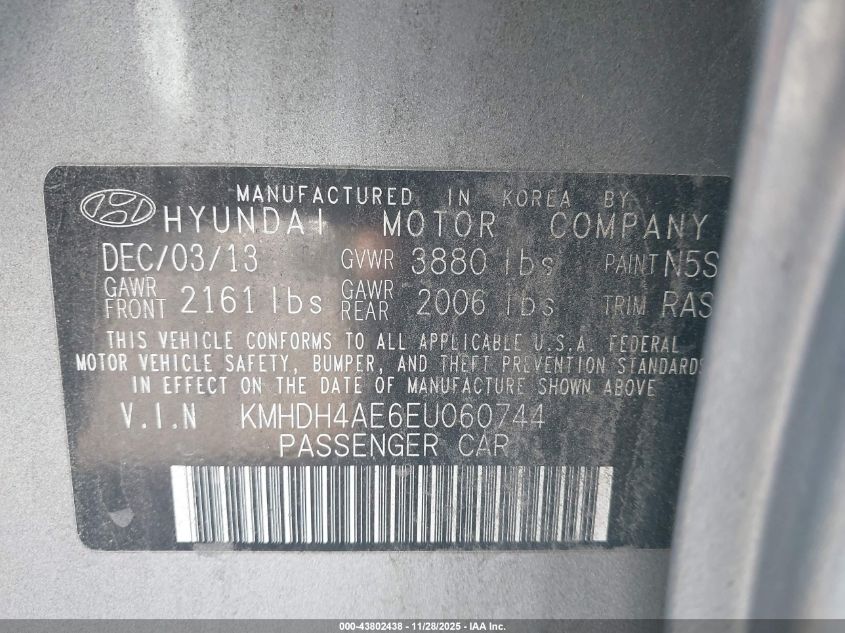 MANUFACTURED IN KOREA BY
HYUNDAI MOTOR COMPANY
DEC/03/13 GVWR 3880 lbs PAINT N5S
GAWR FRONT 2161 lbs GAWR REAR 2006 lbs TRIM RAS
THIS VEHICLE CONFORMS TO ALL APPLICABLE U.S.A. FEDERAL
MOTOR VEHICLE SAFETY, BUMPER, AND THEFT PREVENTION STANDARDS
IN EFFECT ON THE DATE OF MANUFACTURE SHOWN ABOVE
V.I.N KMHDH4AE6EU060744
PASSENGER CAR
000-43802438 - 11/28/2025 - IAA Inc.